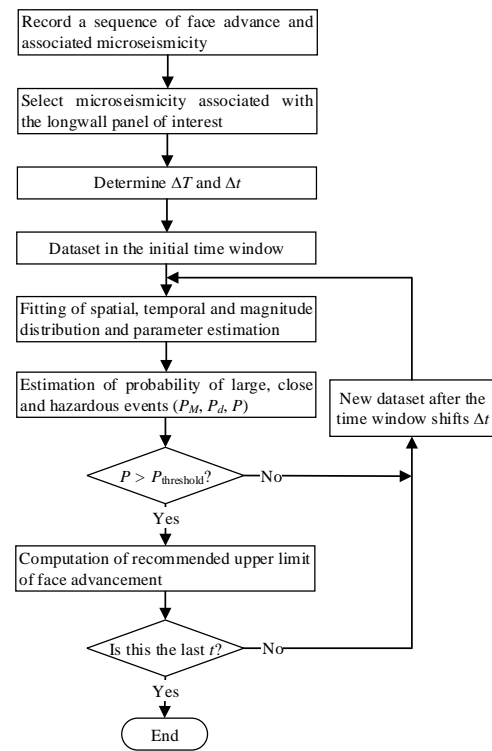 Record a sequence of face advance and
associated microseismicity
Select microseismicity associated with
the longwall panel of interest
Determine ΔT and Δt
Dataset in the initial time window
Fitting of spatial, temporal and magnitude
distribution and parameter estimation
Estimation of probability of large, close
and hazardous events (P_M, P_d, P)
New dataset after the
time window shifts Δt
P > P_threshold?
No
Yes
Computation of recommended upper limit
of face advancement
Is this the last t?
No
Yes
End